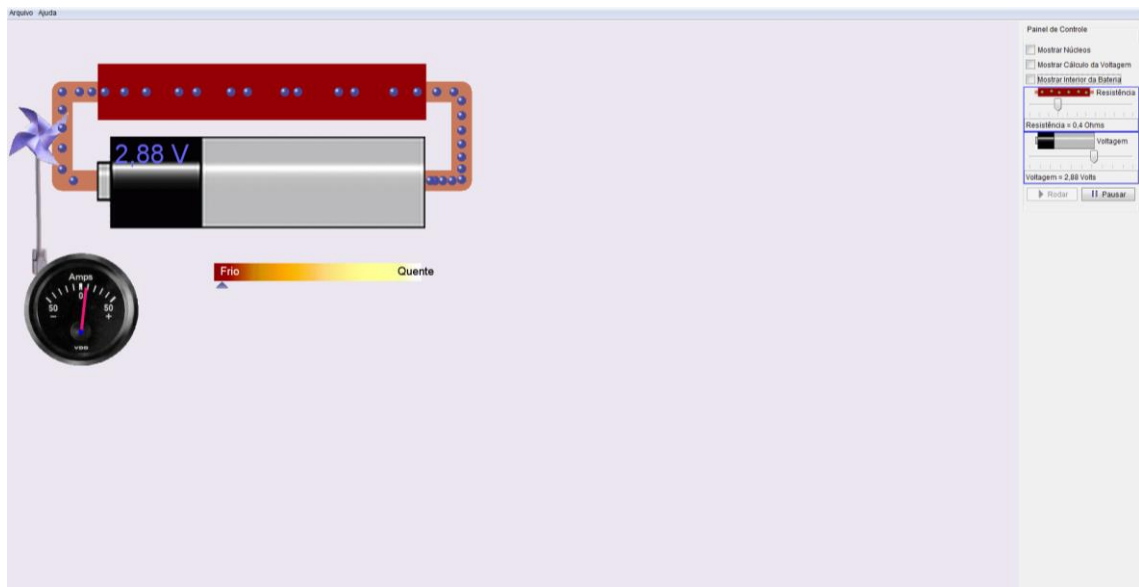 Arquivo Ajuda
Painel de Controle
Mostrar Núcleos
Mostrar Cálculo da Voltagem
Mostrar Interior da Bateria
Resistência
Resistência = 0,4 Ohms
Voltagem
Voltagem = 2,88 Volts
Rodar Pausar
2,88 V
Frio Quente
Amps
0
50 50
- +
VDO